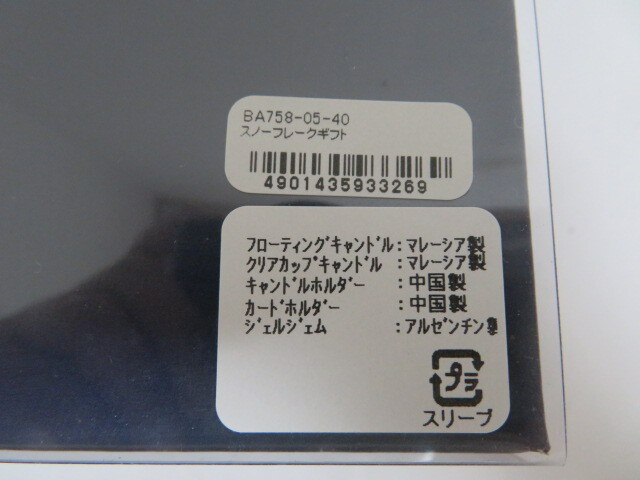 BA758-05-40
スノーフレークギフト
4901435933269
ﾌﾛｰﾃｨﾝｸﾞｷｬﾝﾄﾞﾙ：ﾏﾚｰｼｱ製
ｸﾘｱｶｯﾌﾟｷｬﾝﾄﾞﾙ ：ﾏﾚｰｼｱ製
ｷｬﾝﾄﾞﾙﾎﾙﾀﾞｰ ：中国製
ｶｰﾄﾞﾎﾙﾀﾞｰ ：中国製
ｼﾞｪﾙｼﾞｪﾑ ：ｱﾙｾﾞﾝﾁﾝ製
プラ
スリーブ